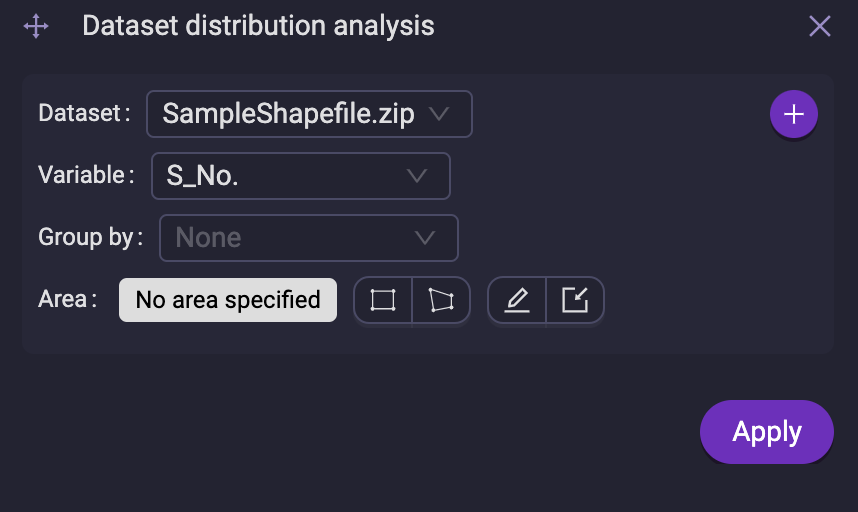 Dataset distribution analysis
Dataset: SampleShapefile.zip
Variable: S_No.
Group by: None
Area: No area specified
Apply